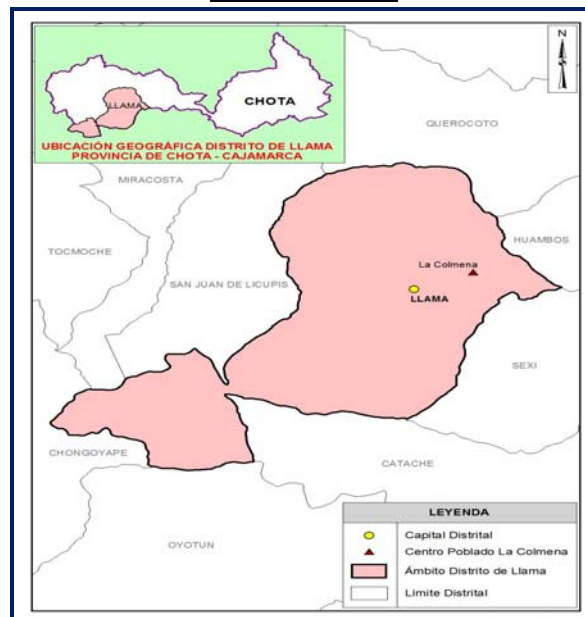 N
LLAMA
CHOTA
UBICACIÓN GEOGRÁFICA DISTRITO DE LLAMA
PROVINCIA DE CHOTA - CAJAMARCA
QUEROCOTO
MIRACOSTA
HUAMBOS
TOCMOCHE
La Colmena
SAN JUAN DE LICUPIS
LLAMA
SEXI
CHONGOYAPE
CATACHE
OYOTUN
LEYENDA
Capital Distrital
Centro Poblado La Colmena
Ámbito Distrito de Llama
Limite Distrital